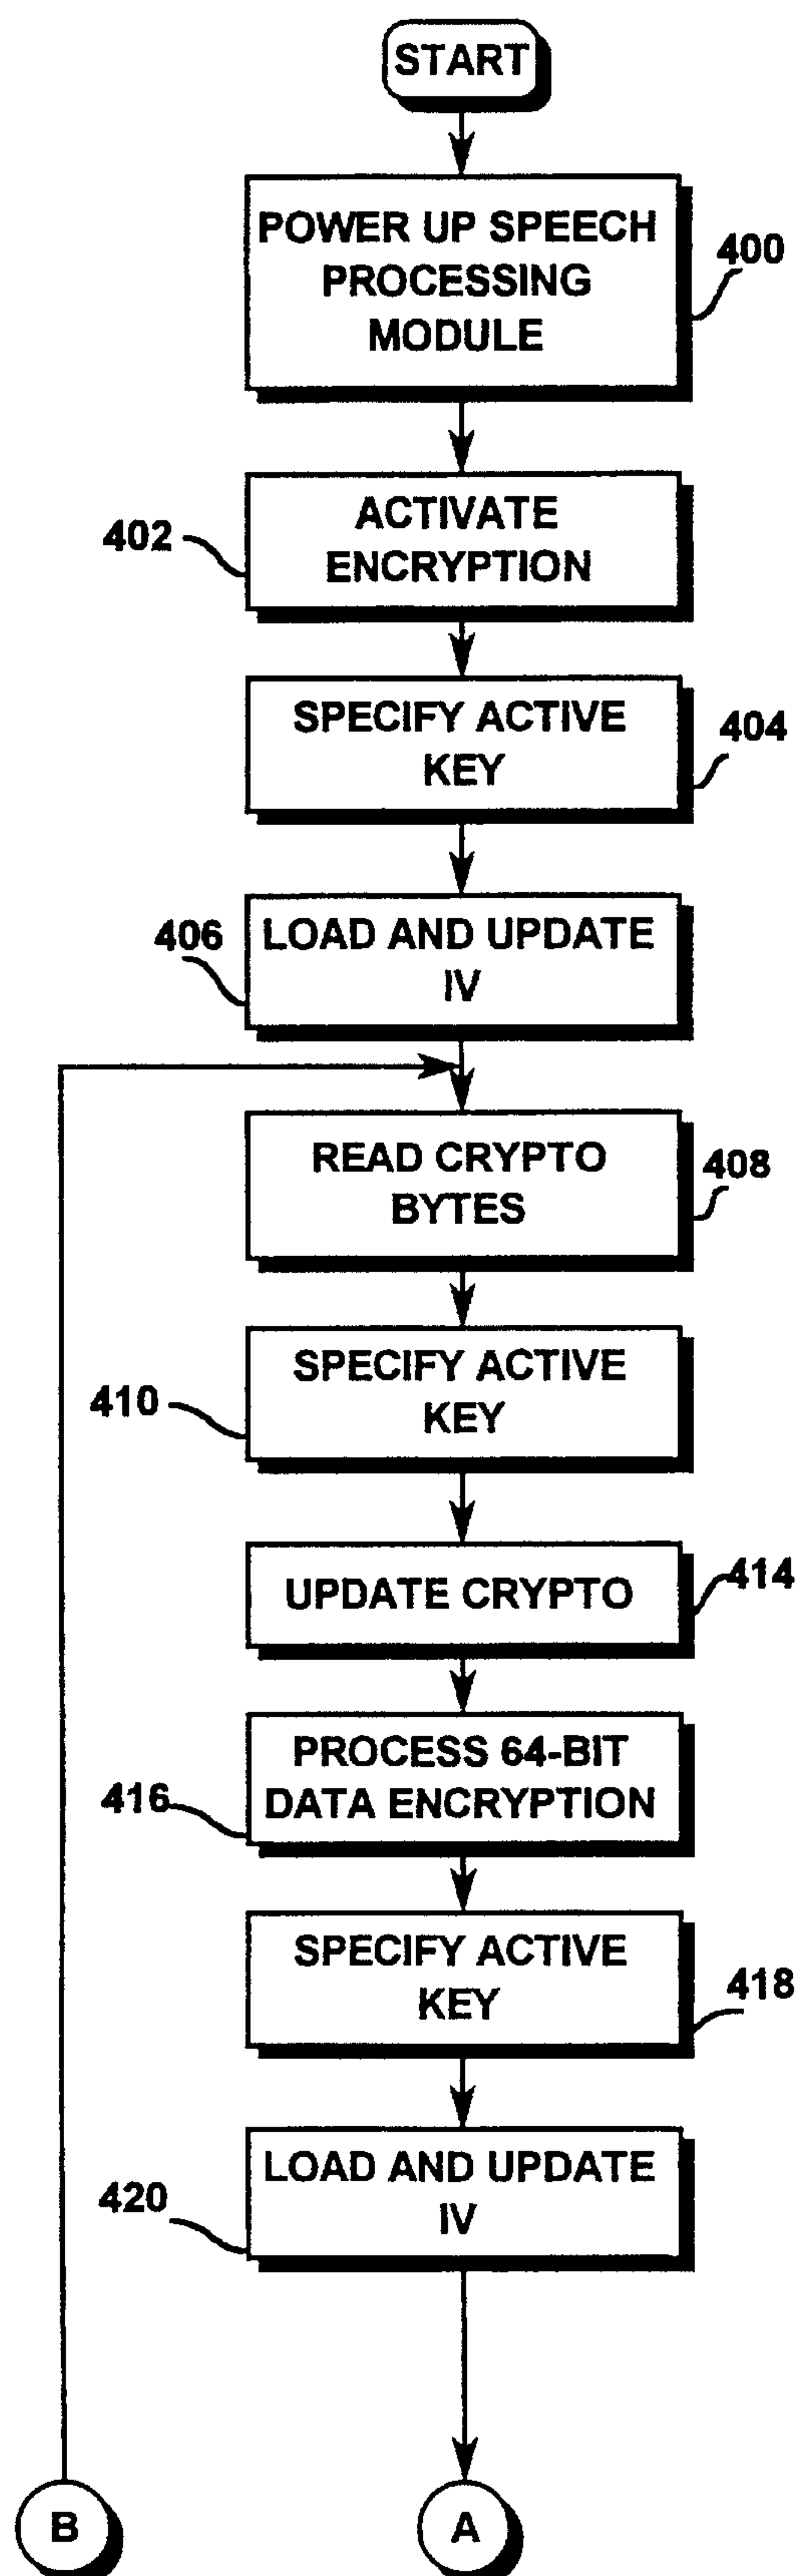 START
POWER UP SPEECH
PROCESSING
MODULE
400
402
ACTIVATE
ENCRYPTION
SPECIFY ACTIVE
KEY
404
406
LOAD AND UPDATE
IV
READ CRYPTO
BYTES
408
410
SPECIFY ACTIVE
KEY
UPDATE CRYPTO
414
416
PROCESS 64-BIT
DATA ENCRYPTION
SPECIFY ACTIVE
KEY
418
420
LOAD AND UPDATE
IV
B
A